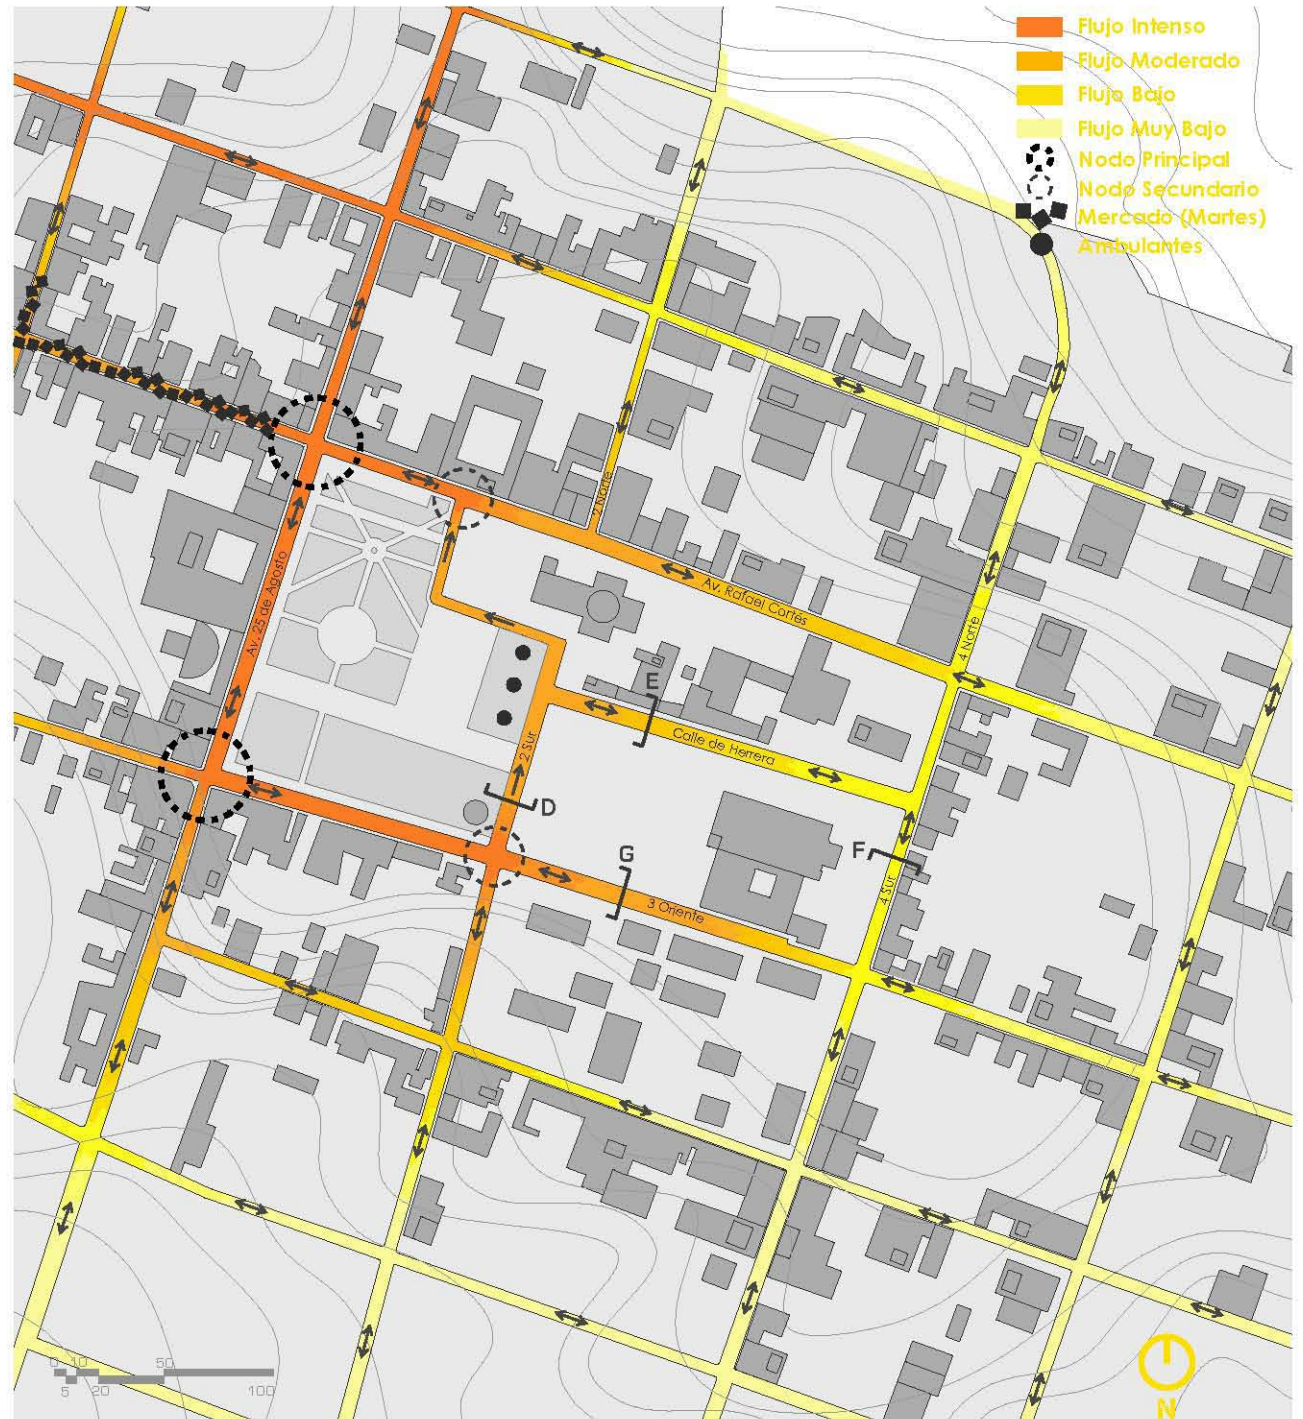 Flujo Intenso
Flujo Moderado
Flujo Bajo
Flujo Muy Bajo
Nodo Principal
Nodo Secundario
Mercado (Martes)
Ambulantes
2 Norte
Av. 25 de Agosto
Av. Rafael Cortés
4 Norte
E
2 Sur
Calle de Herrera
D
G
F
4 Sur
3 Oriente
0 10 50
5 20 100
N